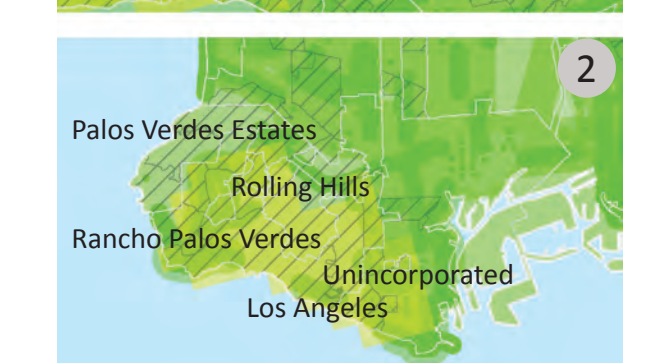 2
Palos Verdes Estates
Rolling Hills
Rancho Palos Verdes
Unincorporated
Los Angeles